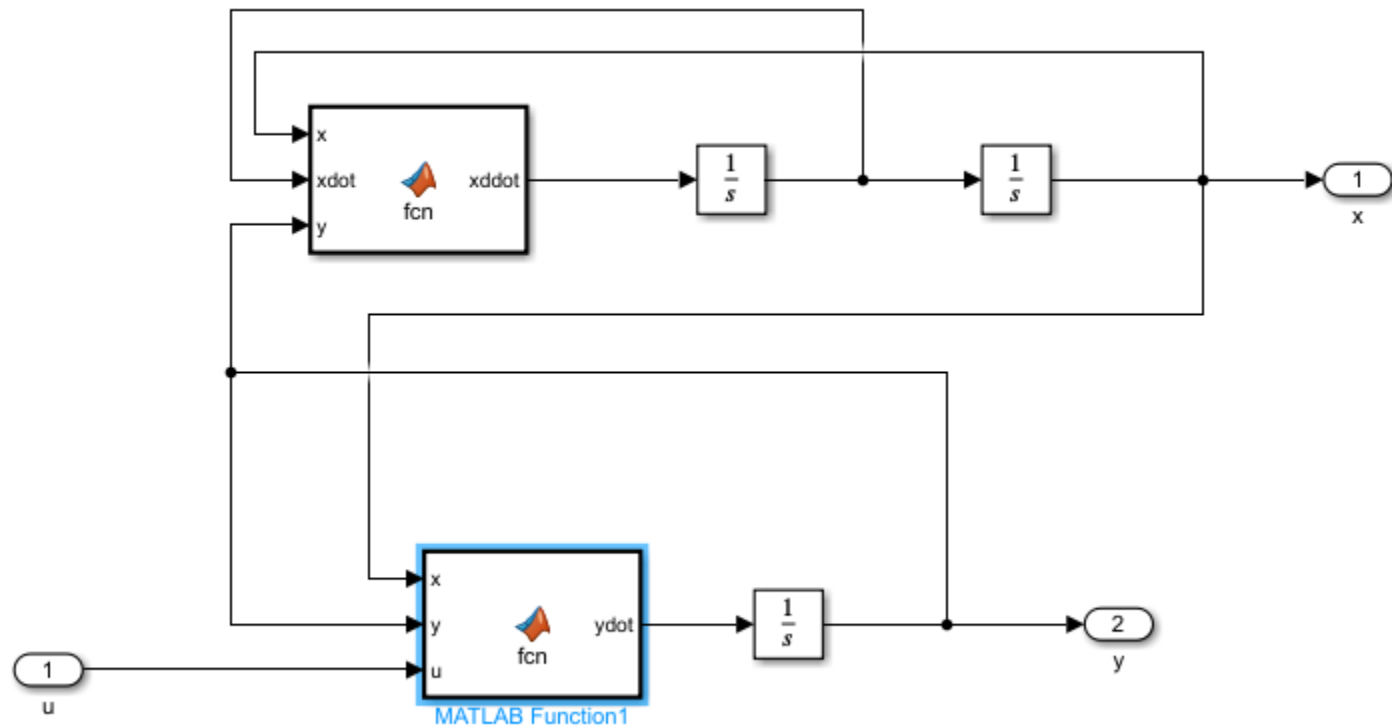 x
xdot
y
fcn
xddot
1
s
1
s
1
x
x
y
u
fcn
ydot
1
s
2
y
1
u
MATLAB Function1